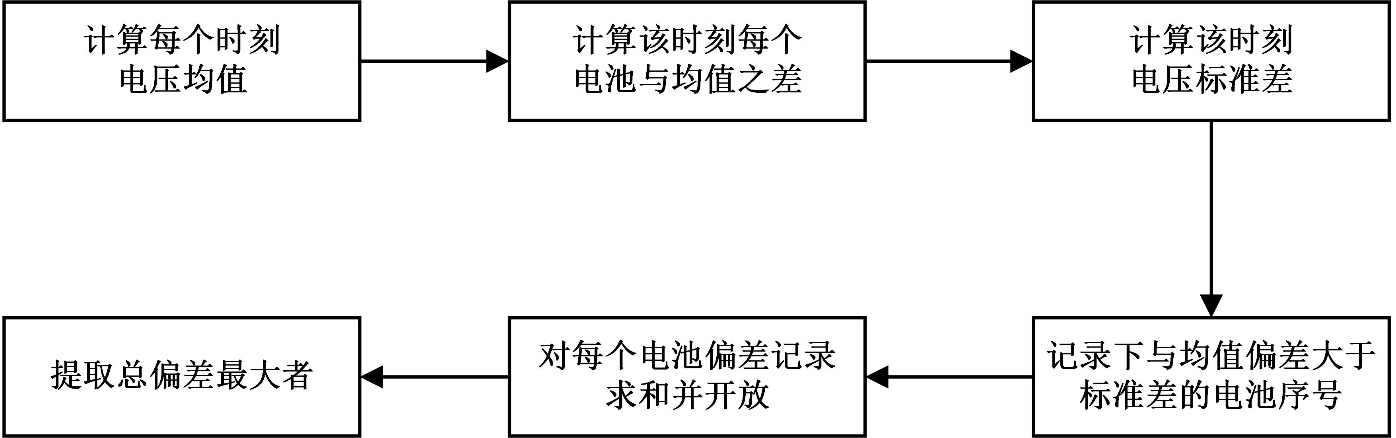 计算每个时刻
电压均值
计算该时刻每个
电池与均值之差
计算该时刻
电压标准差
记录下与均值偏差大于
标准差的电池序号
对每个电池偏差记录
求和并开放
提取总偏差最大者